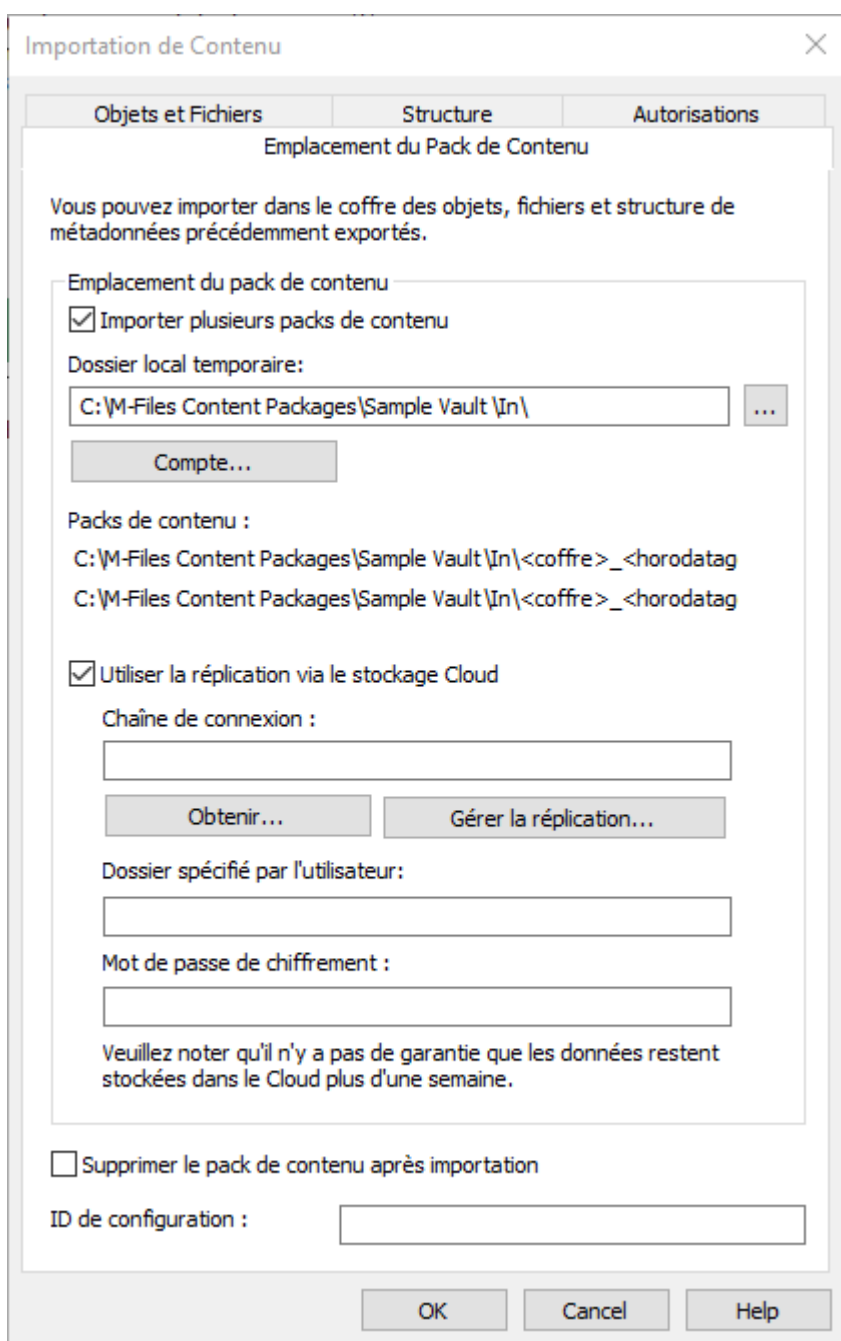 Importation de Contenu
Objets et Fichiers
Structure
Autorisations
Emplacement du Pack de Contenu
Vous pouvez importer dans le coffre des objets, fichiers et structure de
métadonnées précédemment exportés.
Emplacement du pack de contenu
Importer plusieurs packs de contenu
Dossier local temporaire:
C:\M-Files Content Packages\Sample Vault \In\
...
Compte...
Packs de contenu :
C:\M-Files Content Packages\Sample Vault \In\<coffre>_<horodatag
C:\M-Files Content Packages\Sample Vault \In\<coffre>_<horodatag
Utiliser la réplication via le stockage Cloud
Chaîne de connexion :
Obtenir...
Gérer la réplication...
Dossier spécifié par l'utilisateur:
Mot de passe de chiffrement :
Veuillez noter qu'il n'y a pas de garantie que les données restent
stockées dans le Cloud plus d'une semaine.
Supprimer le pack de contenu après importation
ID de configuration :
OK
Cancel
Help